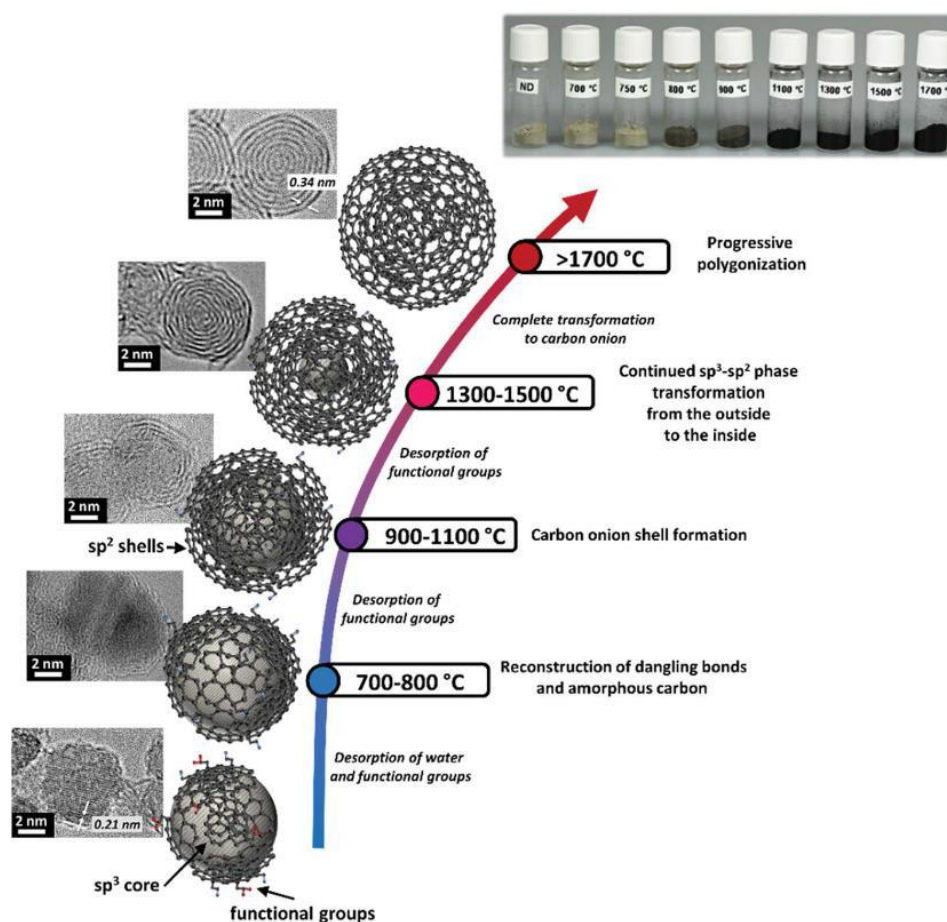 ND
700 °C
750 °C
800 °C
900 °C
1100 °C
1300 °C
1500 °C
1700 °C
0.34 nm
2 nm
>1700 °C
Progressive
polygonization
Complete transformation
to carbon onion
2 nm
1300-1500 °C
Continued sp³-sp² phase
transformation
from the outside
to the inside
Desorption of
functional groups
2 nm
sp² shells
900-1100 °C
Carbon onion shell formation
Desorption of
functional groups
2 nm
700-800 °C
Reconstruction of dangling bonds
and amorphous carbon
Desorption of water
and functional groups
2 nm
0.21 nm
sp³ core
functional groups